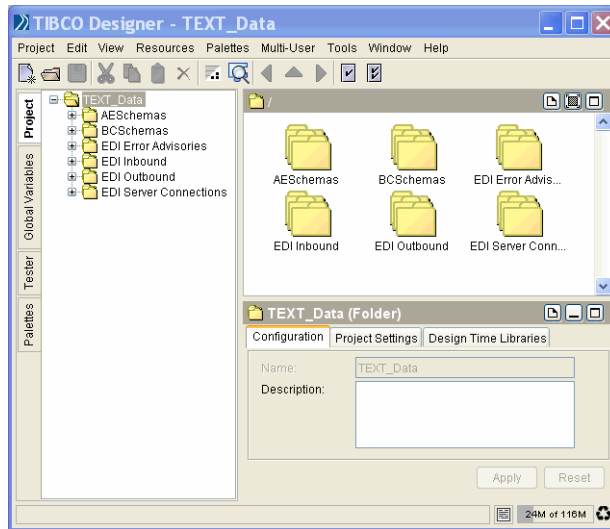 TIBCO Designer - TEXT_Data
Project Edit View Resources Palettes Multi-User Tools Window Help
Project
Global Variables
Tester
Palettes
TEXT_Data
AESchemas
BCSchemas
EDI Error Advisories
EDI Inbound
EDI Outbound
EDI Server Connections
/
AESchemas BCSchemas EDI Error Advis...
EDI Inbound EDI Outbound EDI Server Conn...
TEXT_Data (Folder)
Configuration Project Settings Design Time Libraries
Name: TEXT_Data
Description:
Apply Reset
24M of 116M